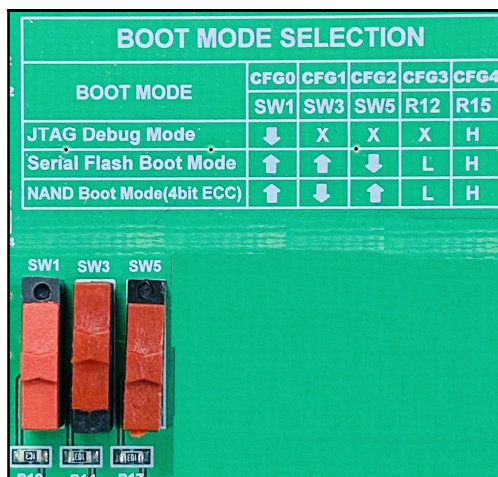 BOOT MODE SELECTION
BOOT MODE CFG0 CFG1 CFG2 CFG3 CFG4
SW1 SW3 SW5 R12 R15
JTAG Debug Mode ↓ X X X H
Serial Flash Boot Mode ↑ ↑ ↓ L H
NAND Boot Mode(4bit ECC) ↑ ↓ ↑ L H
SW1 SW3 SW5